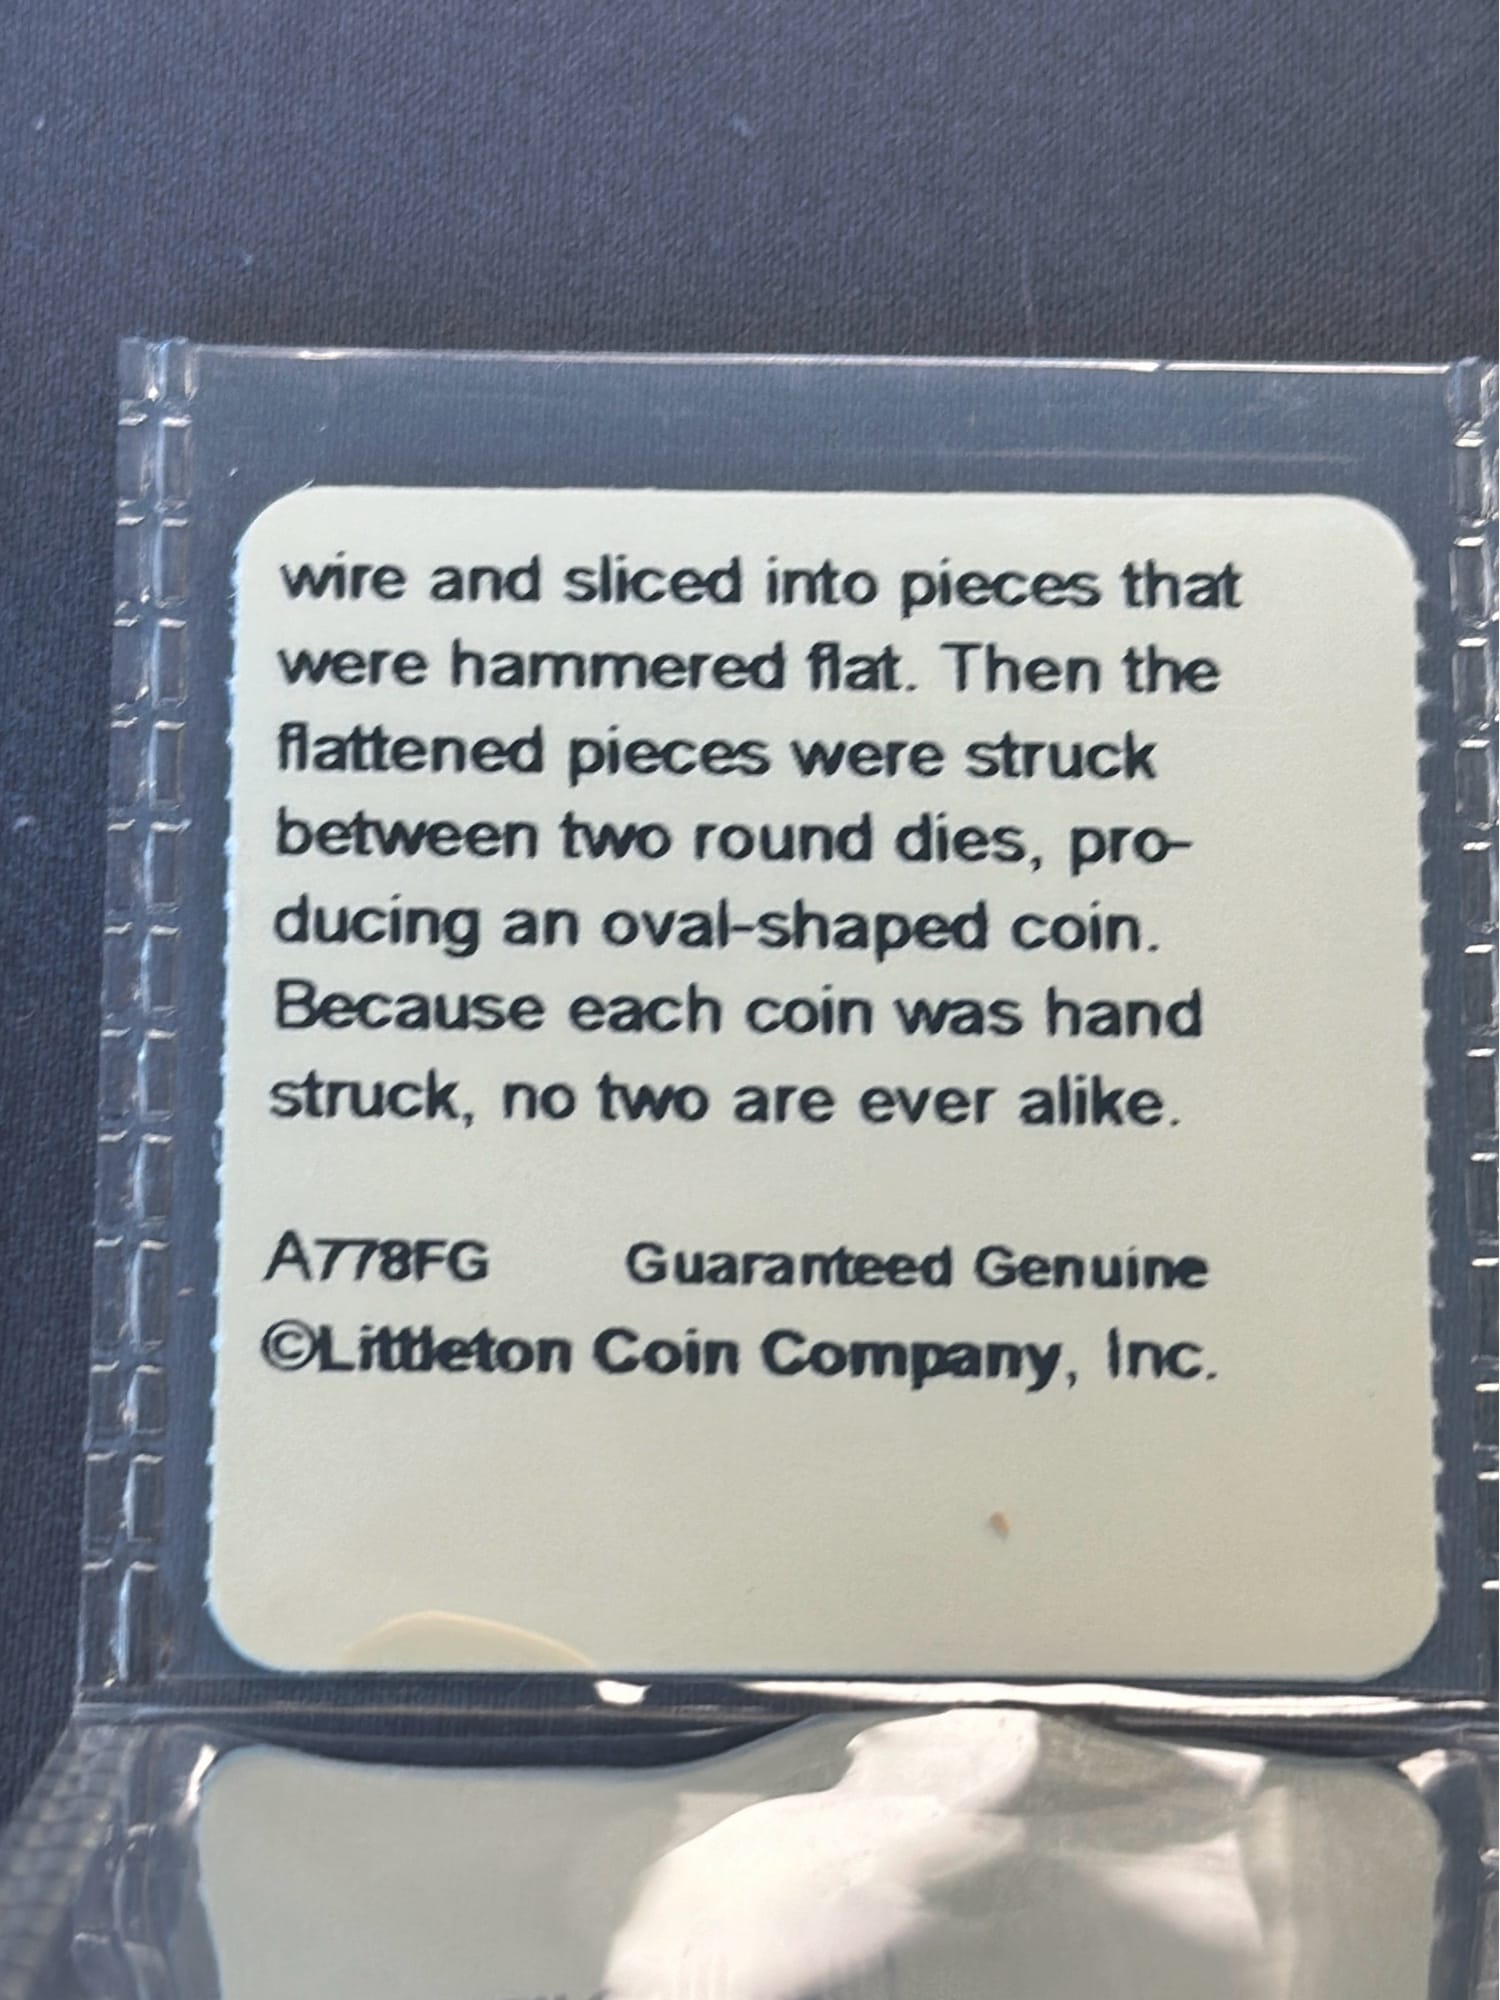 wire and sliced into pieces that
were hammered flat. Then the
flattened pieces were struck
between two round dies, pro-
ducing an oval-shaped coin.
Because each coin was hand
struck, no two are ever alike.
A778FG Guaranteed Genuine
©Littleton Coin Company, Inc.